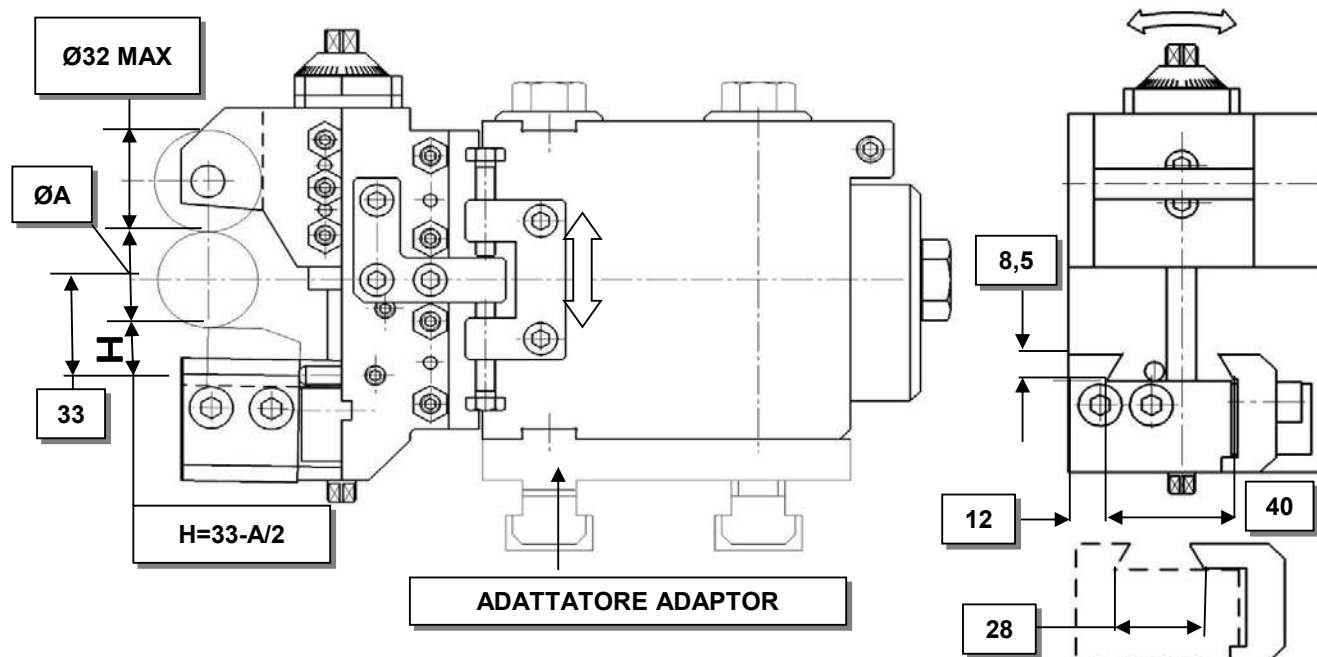 Ø32 MAX
ØA
H
33
H=33-A/2
ADATTATORE ADAPTOR
8,5
12
40
28